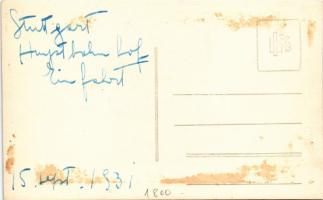 Stuttgart
Hauptbahnhof
Einfahrt
15. sept. 1931
1800 -